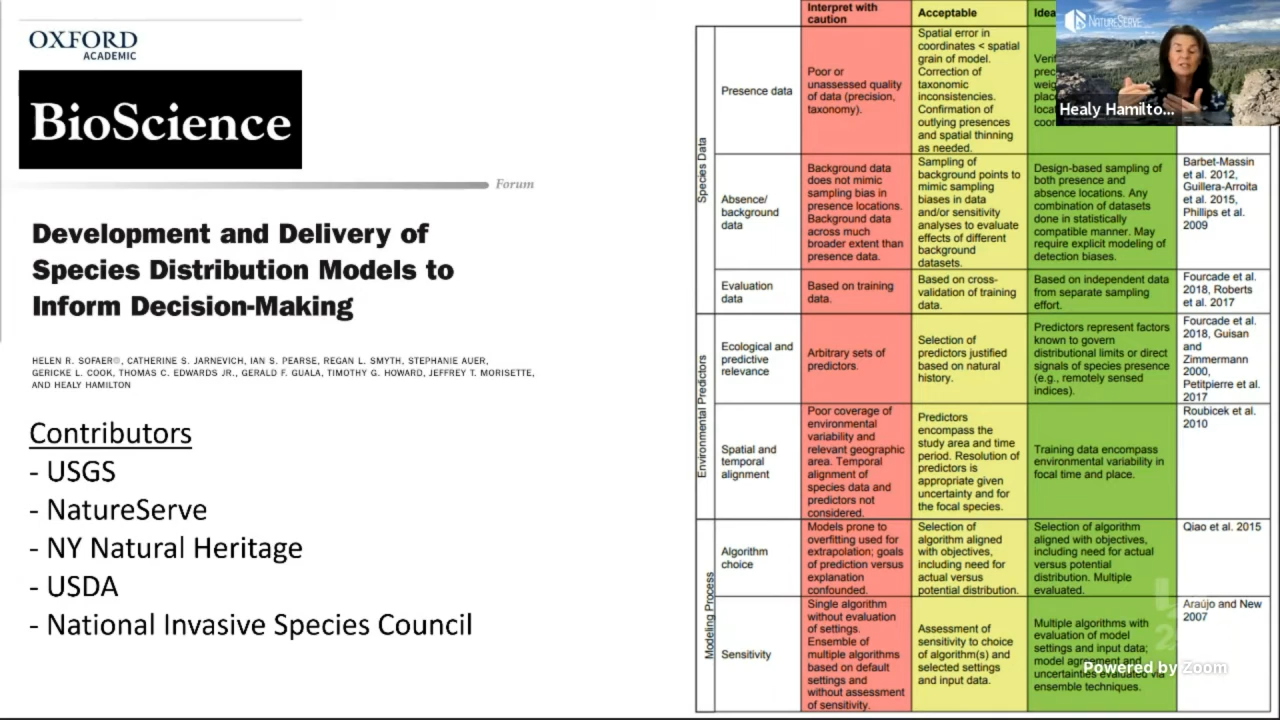 OXFORD
ACADEMIC
BioScience
Forum
Development and Delivery of
Species Distribution Models to
Inform Decision-Making
HELEN R. SOFAER, CATHERINE S. JARNEVICH, IAN S. PEARSE, REGAN L. SMYTH, STEPHANIE AUER,
GERICKE L. COOK, THOMAS C. EDWARDS JR., GERALD F. GUALA, TIMOTHY G. HOWARD, JEFFREY T. MORISETTE,
AND HEALY HAMILTON
Contributors
- USGS
- NatureServe
- NY Natural Heritage
- USDA
- National Invasive Species Council
Interpret with
caution
Acceptable
Species Data
Presence data
Poor or
unassessed quality
of data (precision,
taxonomy).
Spatial error in
coordinates < spatial
grain of model.
Correction of
taxonomic
inconsistencies.
Confirmation of
outlying presences
and spatial thinning
as needed.
Absence/
background
data
Background data
does not mimic
sampling bias in
presence locations.
Background data
across much
broader extent than
presence data.
Sampling of
background points to
mimic sampling
biases in data
and/or sensitivity
analyses to evaluate
effects of different
background
datasets.
Design-based sampling of
both presence and
absence locations. Any
combination of datasets
done in statistically
compatible manner. May
require explicit modeling of
detection biases.
Barbet-Massin
et al. 2012,
Guillera-Arroita
et al. 2015,
Phillips et al.
2009
Evaluation
data
Based on training
data.
Based on cross-
validation of training
data.
Based on independent data
from separate sampling
effort.
Fourcade et al.
2018, Roberts
et al. 2017
Environmental Predictors
Ecological and
predictive
relevance
Arbitrary sets of
predictors.
Selection of
predictors justified
based on natural
history.
Predictors represent factors
known to govern
distributional limits or direct
signals of species presence
(e.g., remotely sensed
indices).
Fourcade et al.
2018, Guisan
and
Zimmermann
2000,
Petitpierre et al.
2017
Spatial and
temporal
alignment
Poor coverage of
environmental
variability and
relevant geographic
area. Temporal
alignment of
species data and
predictors not
considered.
Predictors
encompass the
study area and time
period. Resolution of
predictors is
appropriate given
uncertainty and for
the focal species.
Training data encompass
environmental variability in
focal time and place.
Roubicek et al.
2010
Modeling Process
Algorithm
choice
Models prone to
overfitting used for
extrapolation; goals
of prediction versus
explanation
confounded.
Selection of
algorithm aligned
with objectives,
including need for
actual versus
potential distribution.
Selection of algorithm
aligned with objectives,
including need for actual
versus potential
distribution. Multiple
evaluated.
Qiao et al. 2015
Sensitivity
Single algorithm
without evaluation
of settings.
Ensemble of
multiple algorithms
based on default
settings and
without assessment
of sensitivity.
Assessment of
sensitivity to choice
of algorithm(s) and
selected settings
and input data.
Multiple algorithms with
evaluation of model
settings and input data;
model agreement and
uncertainties evaluated via
ensemble techniques.
Araújo and New
2007
NATURESERVE
Healy Hamilto...
Powered by Zoom